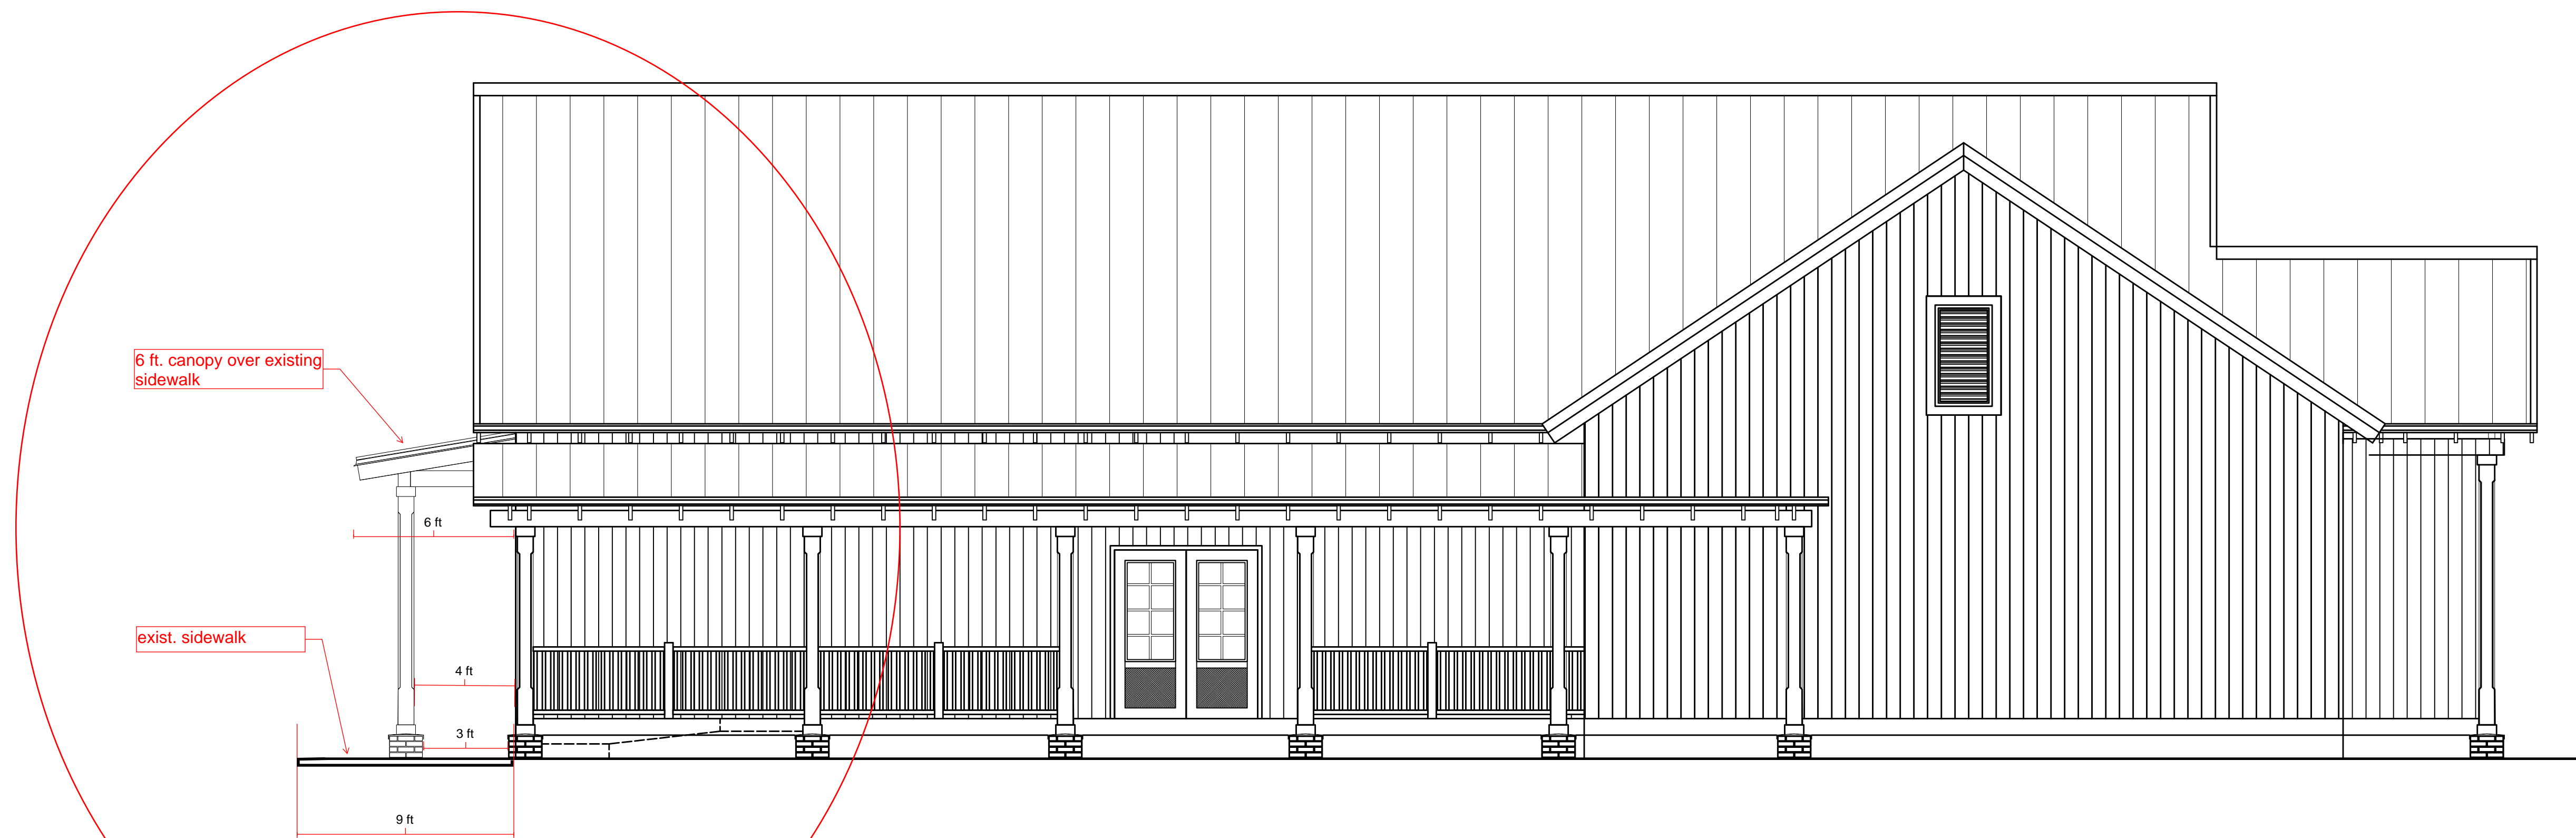 6 ft. canopy over existing
sidewalk
6 ft
exist. sidewalk
4 ft
3 ft
9 ft